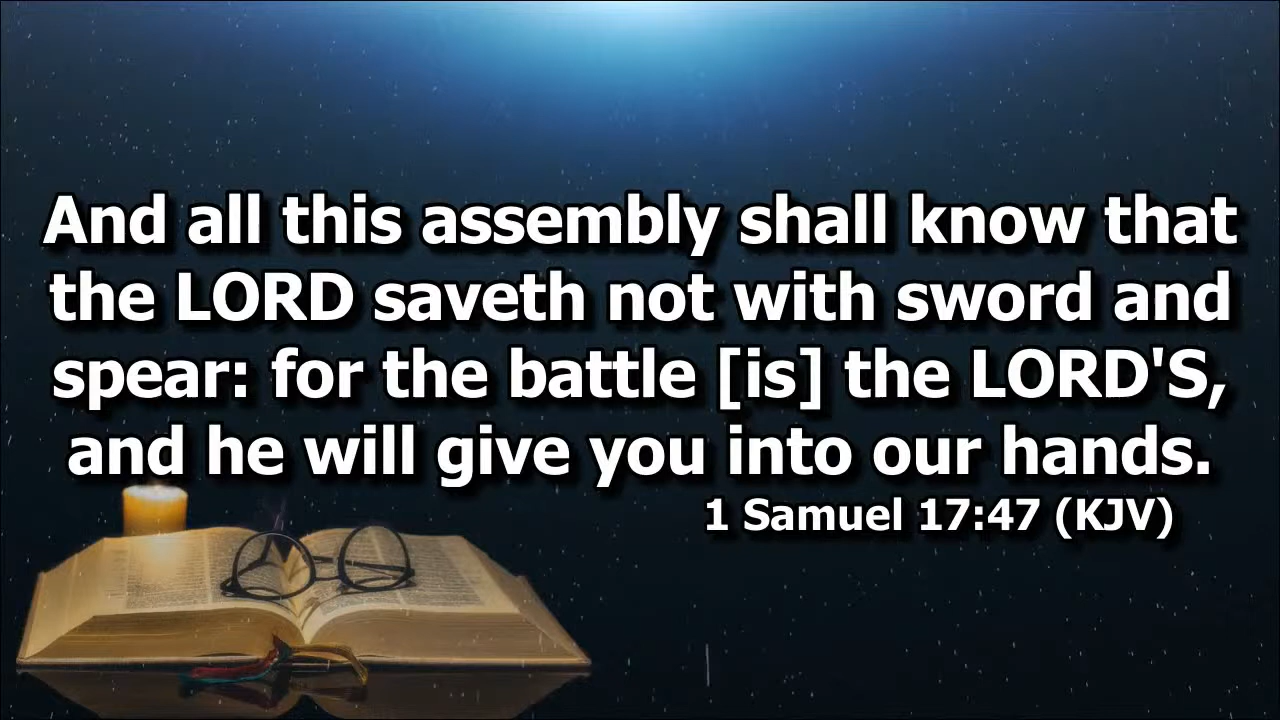 And all this assembly shall know that
the LORD saveth not with sword and
spear: for the battle [is] the LORD'S,
and he will give you into our hands.
1 Samuel 17:47 (KJV)